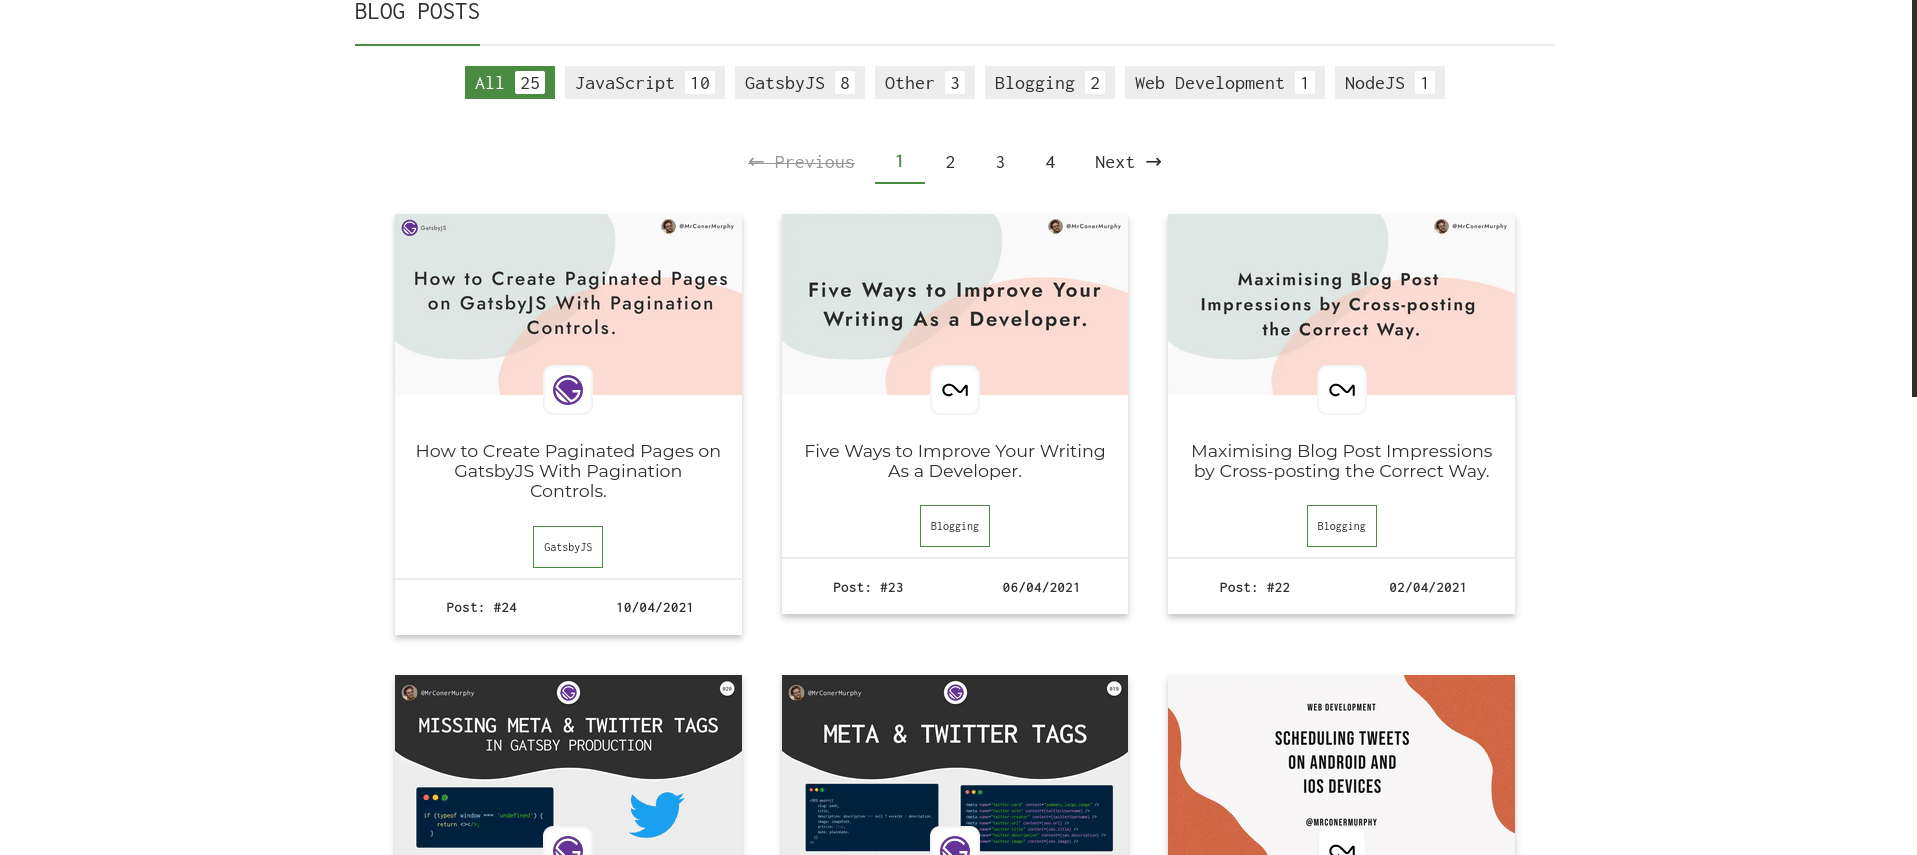 BLOG POSTS
All 25 JavaScript 10 GatsbyJS 8 Other 3 Blogging 2 Web Development 1 NodeJS 1
← Previous 1 2 3 4 Next →
GatsbyJS @MrConerMurphy
How to Create Paginated Pages
on GatsbyJS With Pagination
Controls.
How to Create Paginated Pages on
GatsbyJS With Pagination
Controls.
GatsbyJS
Post: #24 10/04/2021
@MrConerMurphy
Five Ways to Improve Your
Writing As a Developer.
Five Ways to Improve Your Writing
As a Developer.
Blogging
Post: #23 06/04/2021
@MrConerMurphy
Maximising Blog Post
Impressions by Cross-posting
the Correct Way.
Maximising Blog Post Impressions
by Cross-posting the Correct Way.
Blogging
Post: #22 02/04/2021
@MrConerMurphy 020
MISSING META & TWITTER TAGS
IN GATSBY PRODUCTION
if (typeof window === 'undefined') {
return <></>;
}
@MrConerMurphy 019
META & TWITTER TAGS
WEB DEVELOPMENT
SCHEDULING TWEETS
ON ANDROID AND
IOS DEVICES
@MRCONERMURPHY